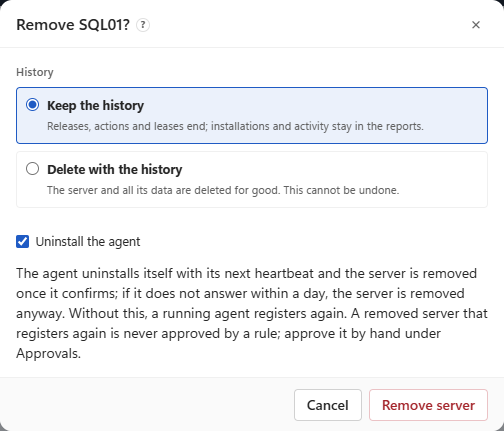 Remove SQL01? ?
History
Keep the history
Releases, actions and leases end; installations and activity stay in the reports.
Delete with the history
The server and all its data are deleted for good. This cannot be undone.
Uninstall the agent
The agent uninstalls itself with its next heartbeat and the server is removed
once it confirms; if it does not answer within a day, the server is removed
anyway. Without this, a running agent registers again. A removed server that
registers again is never approved by a rule; approve it by hand under
Approvals.
Cancel
Remove server